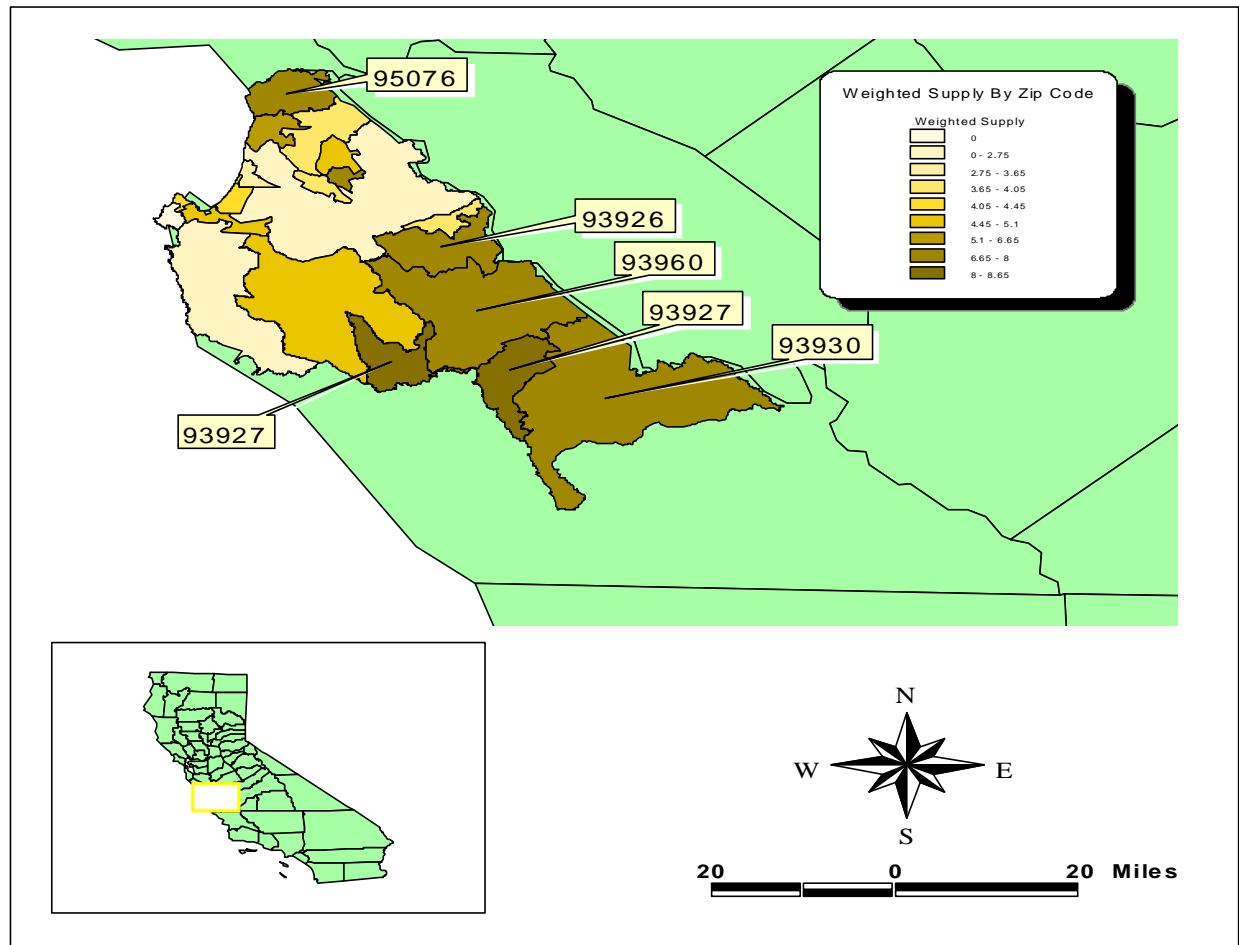 95076
Weighted Supply By Zip Code
Weighted Supply
0
0 - 2.75
2.75 - 3.65
3.65 - 4.05
4.05 - 4.45
4.45 - 5.1
5.1 - 6.65
6.65 - 8
8 - 8.65
93926
93960
93927
93930
93927
N
W E
S
20 0 20 Miles